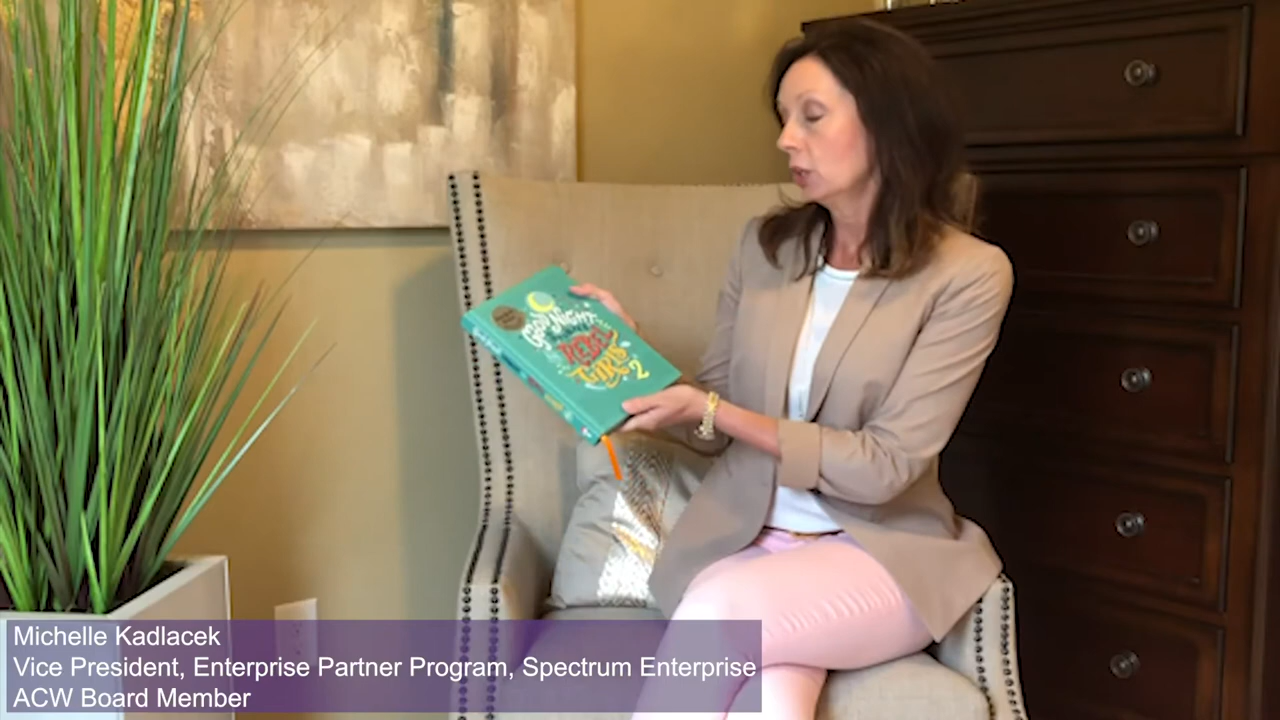 GOOD NIGHT
REBEL
GIRLS
2
Michelle Kadlacek
Vice President, Enterprise Partner Program, Spectrum Enterprise
ACW Board Member